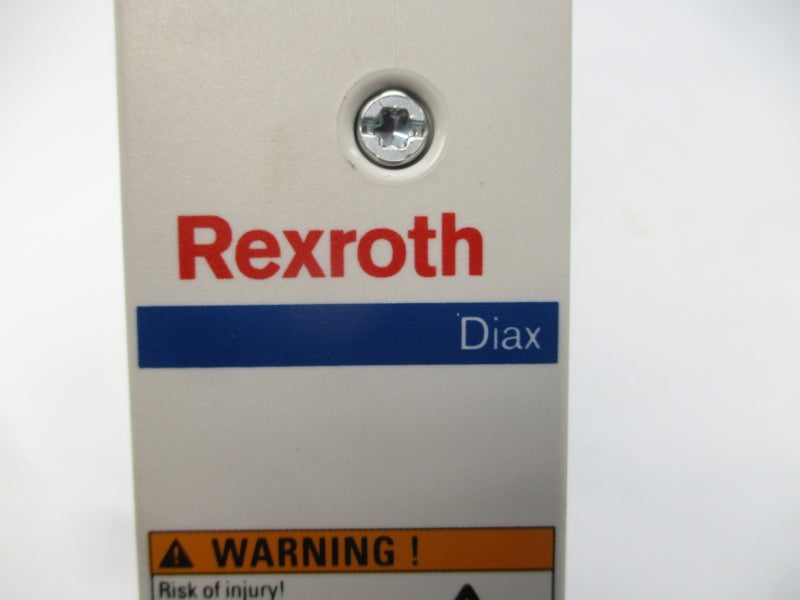 Rexroth
Diax
WARNING !
Risk of injury!